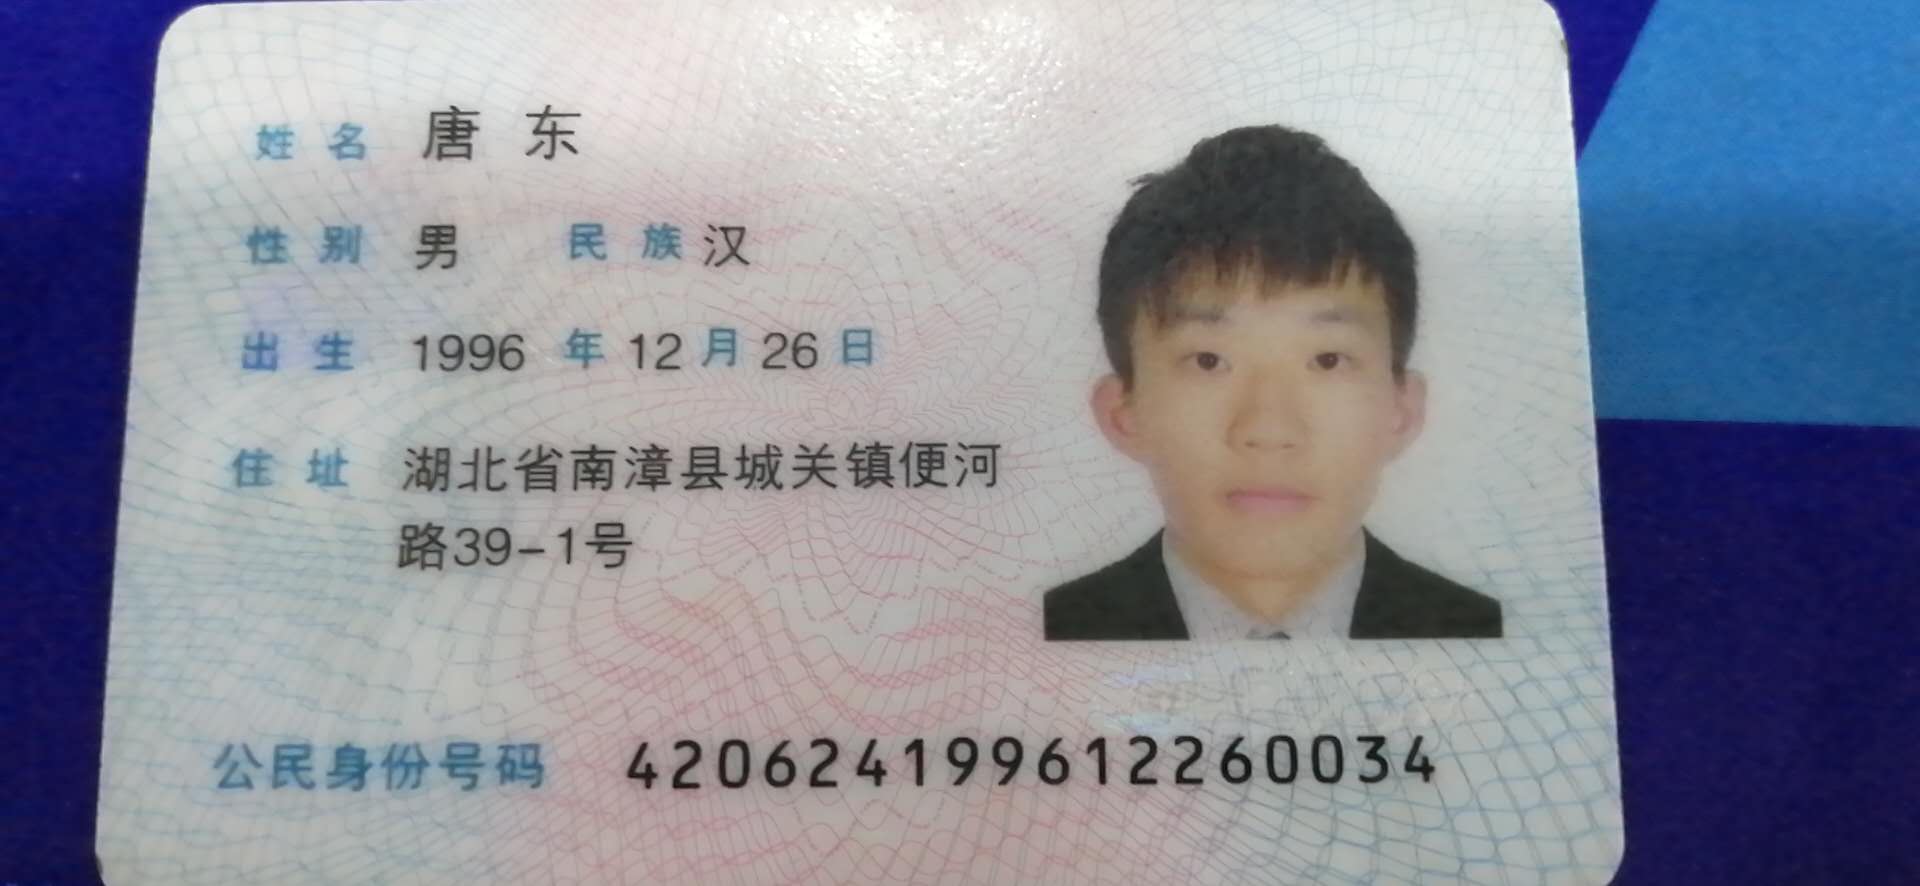 姓名 唐东
性别 男 民族 汉
出生 1996 年 12 月 26 日
住址 湖北省南漳县城关镇便河
路39-1号
公民身份号码 420624199612260034